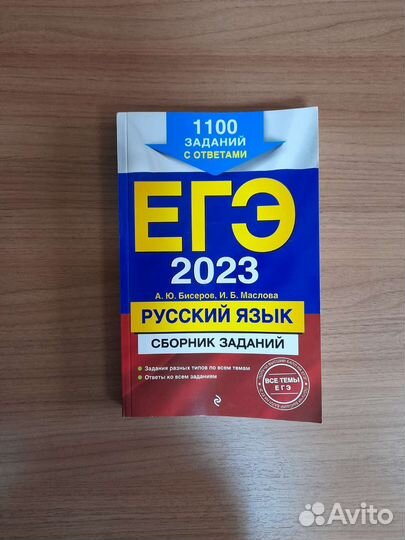 1100
ЗАДАНИЙ
С ОТВЕТАМИ
ЕГЭ
2023
А. Ю. Бисеров, И. Б. Маслова
РУССКИЙ ЯЗЫК
СБОРНИК ЗАДАНИЙ
• Задания разных типов по всем темам
• Ответы ко всем заданиям
ВСЕ ТЕМЫ
ЕГЭ
Avito